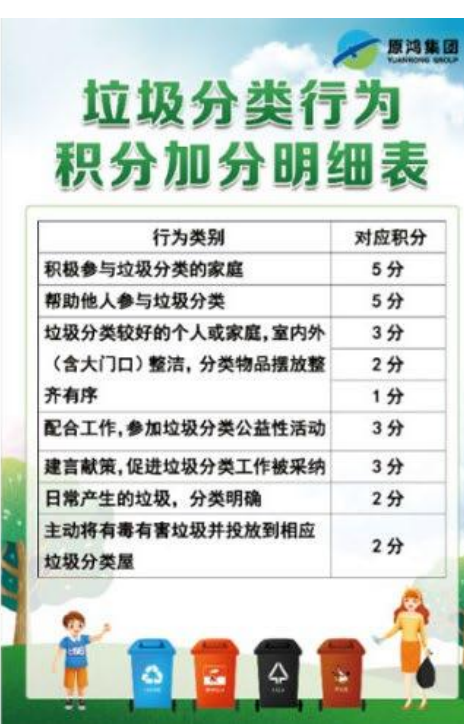 原鸿集团
YUANHONG GROUP
垃圾分类行为
积分加分明细表
行为类别 对应积分
积极参与垃圾分类的家庭 5分
帮助他人参与垃圾分类 5分
垃圾分类较好的个人或家庭,室内外 3分
（含大门口）整洁，分类物品摆放整 2分
齐有序 1分
配合工作,参加垃圾分类公益性活动 3分
建言献策,促进垃圾分类工作被采纳 3分
日常产生的垃圾，分类明确 2分
主动将有毒有害垃圾并投放到相应
垃圾分类屋 2分